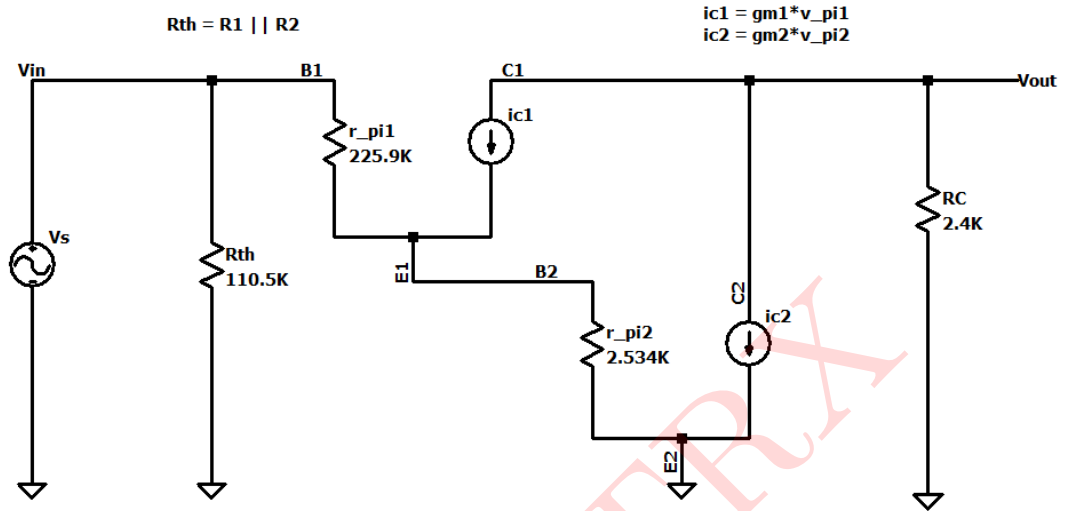 Rth = R1 || R2
ic1 = gm1*v_pi1
ic2 = gm2*v_pi2
Vin
B1
C1
Vout
r_pi1
225.9K
ic1
Vs
Rth
110.5K
E1
B2
RC
2.4K
C2
ic2
r_pi2
2.534K
E2
TRX